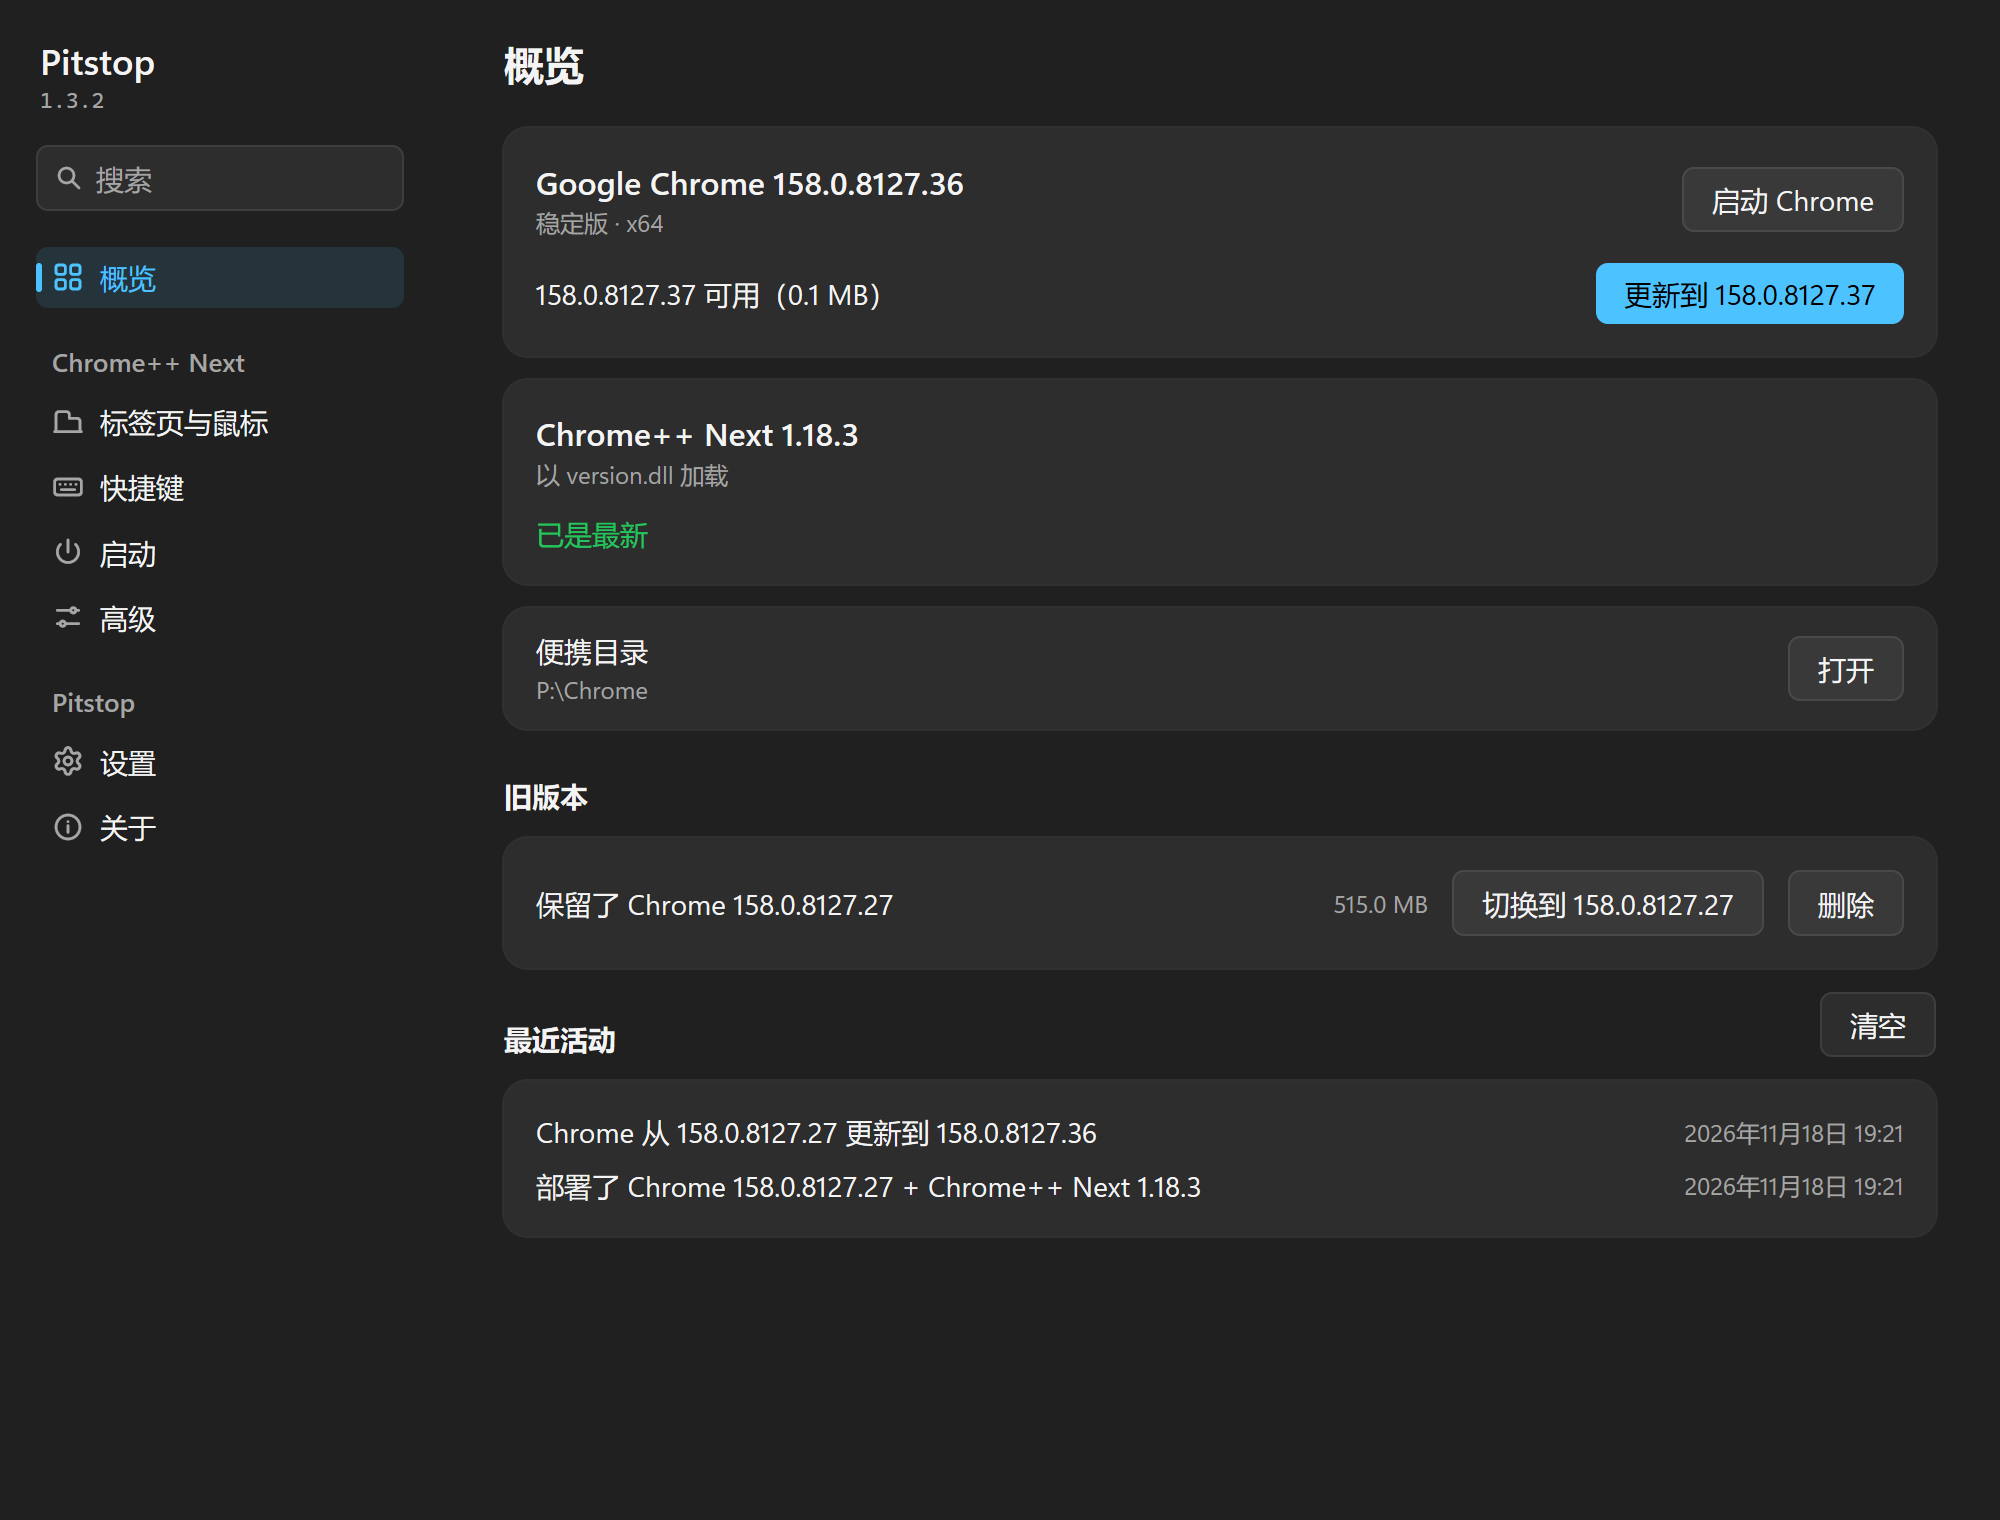 Pitstop
1.3.2
搜索
概览
Chrome++ Next
标签页与鼠标
快捷键
启动
高级
Pitstop
设置
关于
概览
Google Chrome 158.0.8127.36
稳定版 · x64
启动 Chrome
158.0.8127.37 可用（0.1 MB）
更新到 158.0.8127.37
Chrome++ Next 1.18.3
以 version.dll 加载
已是最新
便携目录
P:\Chrome
打开
旧版本
保留了 Chrome 158.0.8127.27
515.0 MB
切换到 158.0.8127.27
删除
最近活动
清空
Chrome 从 158.0.8127.27 更新到 158.0.8127.36
2026年11月18日 19:21
部署了 Chrome 158.0.8127.27 + Chrome++ Next 1.18.3
2026年11月18日 19:21